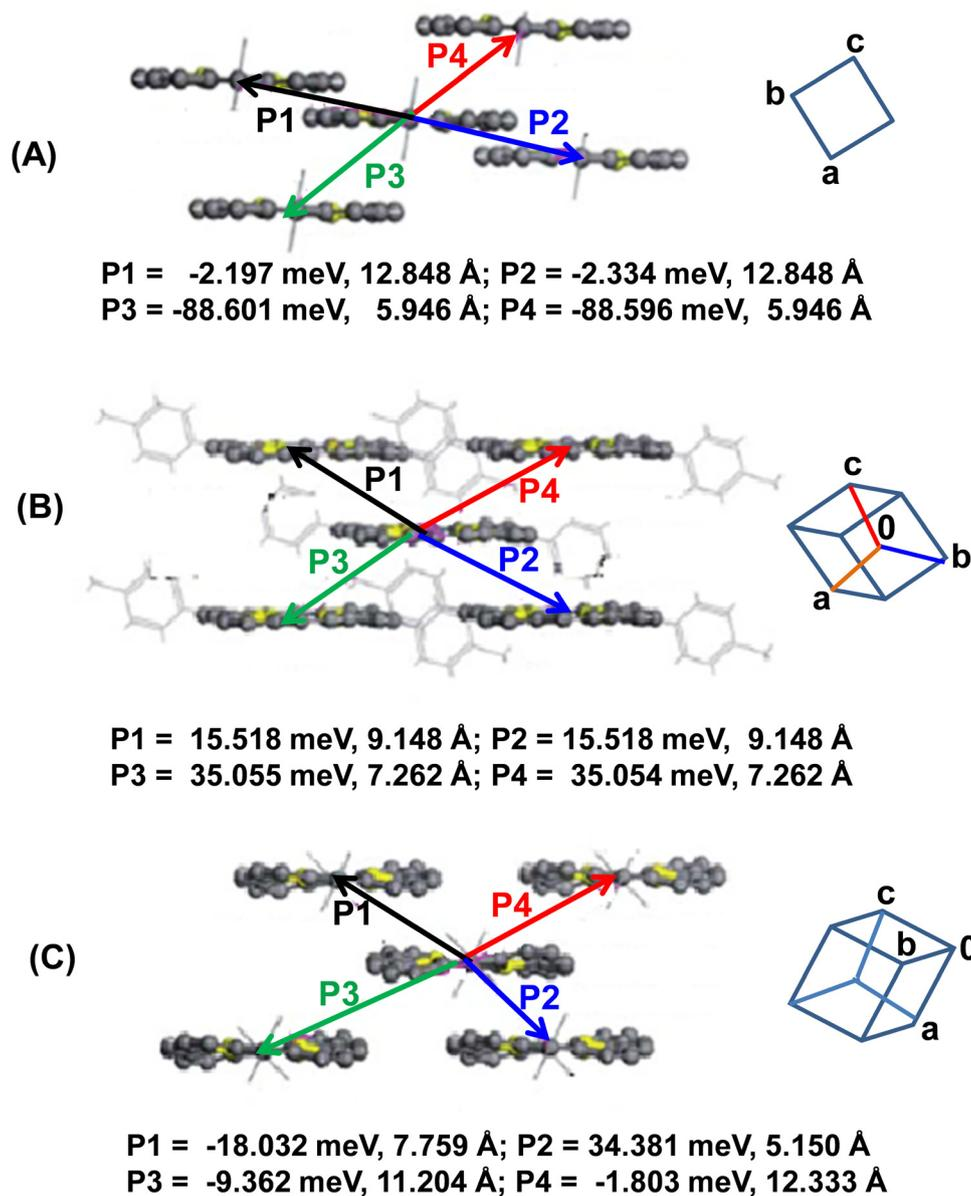 P4
c
P1
b
P2
(A)
P3
a
P1 = -2.197 meV, 12.848 Å; P2 = -2.334 meV, 12.848 Å
P3 = -88.601 meV, 5.946 Å; P4 = -88.596 meV, 5.946 Å
P1
P4
c
(B)
0
P3
P2
b
a
P1 = 15.518 meV, 9.148 Å; P2 = 15.518 meV, 9.148 Å
P3 = 35.055 meV, 7.262 Å; P4 = 35.054 meV, 7.262 Å
P1
P4
c
(C)
b
0
P3
P2
a
P1 = -18.032 meV, 7.759 Å; P2 = 34.381 meV, 5.150 Å
P3 = -9.362 meV, 11.204 Å; P4 = -1.803 meV, 12.333 Å